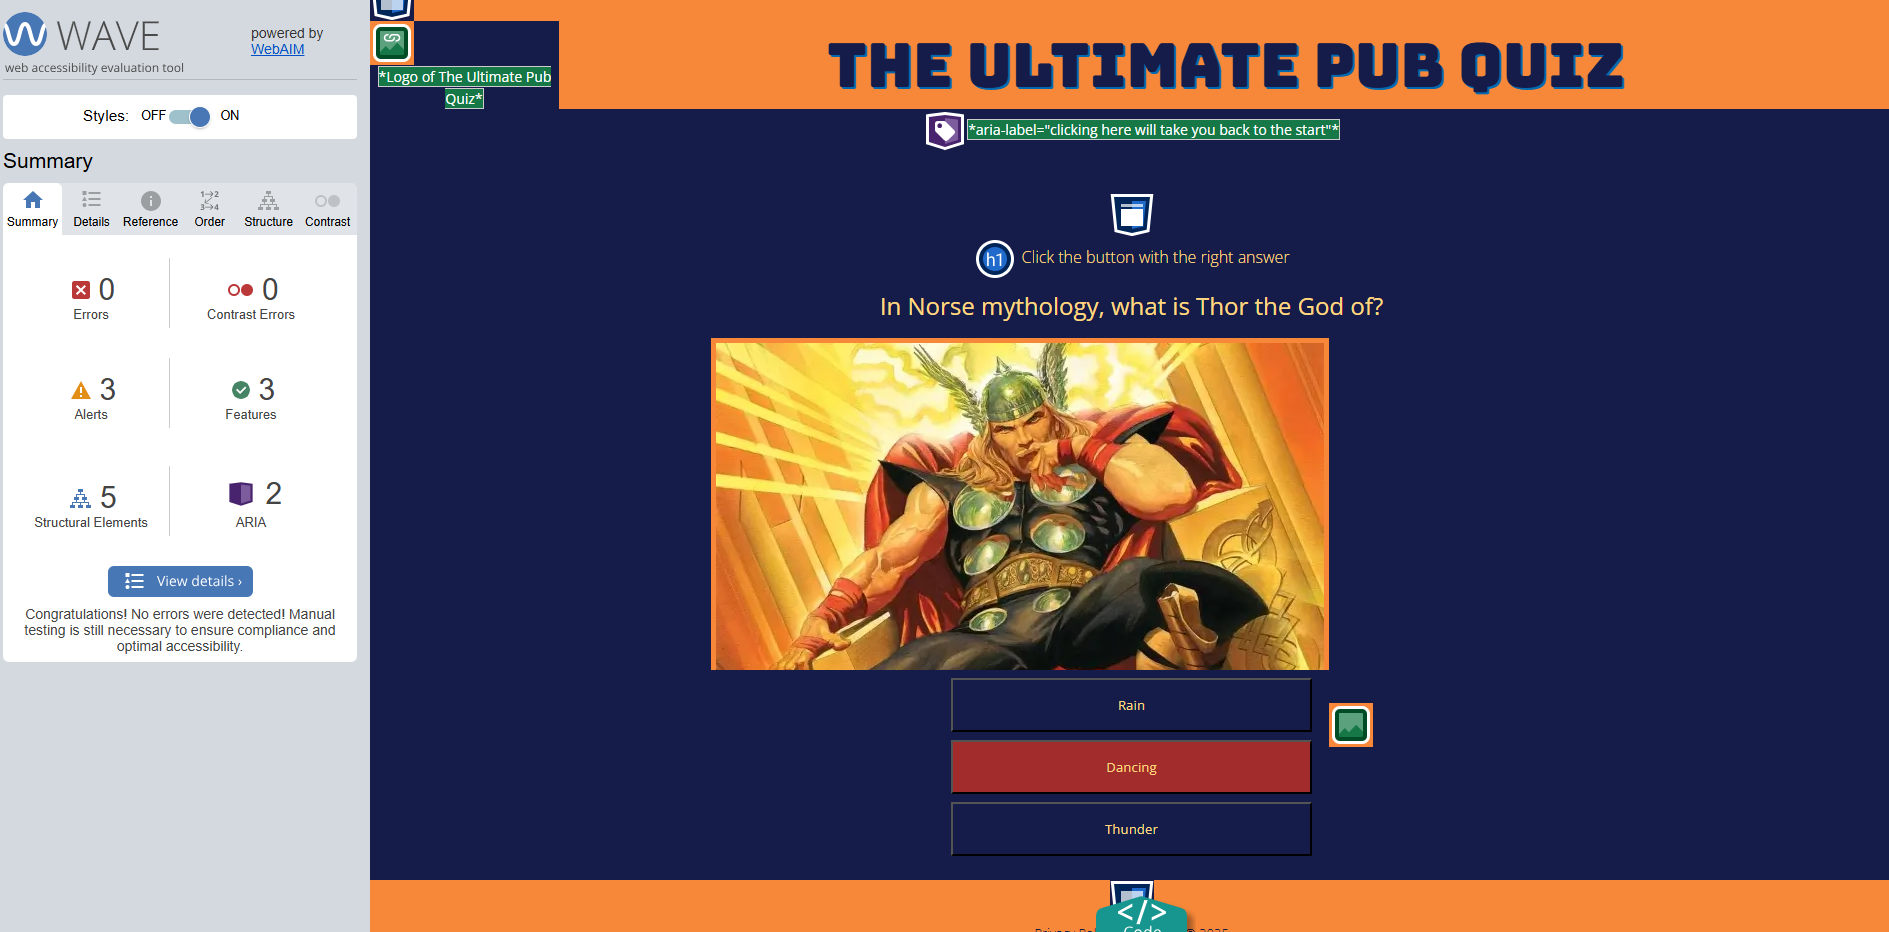 WAVE
powered by
WebAIM
web accessibility evaluation tool
Styles: OFF ON
Summary
Summary Details Reference Order Structure Contrast
1 2
3 4
0
Errors
0
Contrast Errors
3
Alerts
3
Features
5
Structural Elements
2
ARIA
View details ›
Congratulations! No errors were detected! Manual
testing is still necessary to ensure compliance and
optimal accessibility.
*Logo of The Ultimate Pub
Quiz*
THE ULTIMATE PUB QUIZ
*aria-label="clicking here will take you back to the start"*
h1 Click the button with the right answer
In Norse mythology, what is Thor the God of?
Rain
Dancing
Thunder
</>
Code